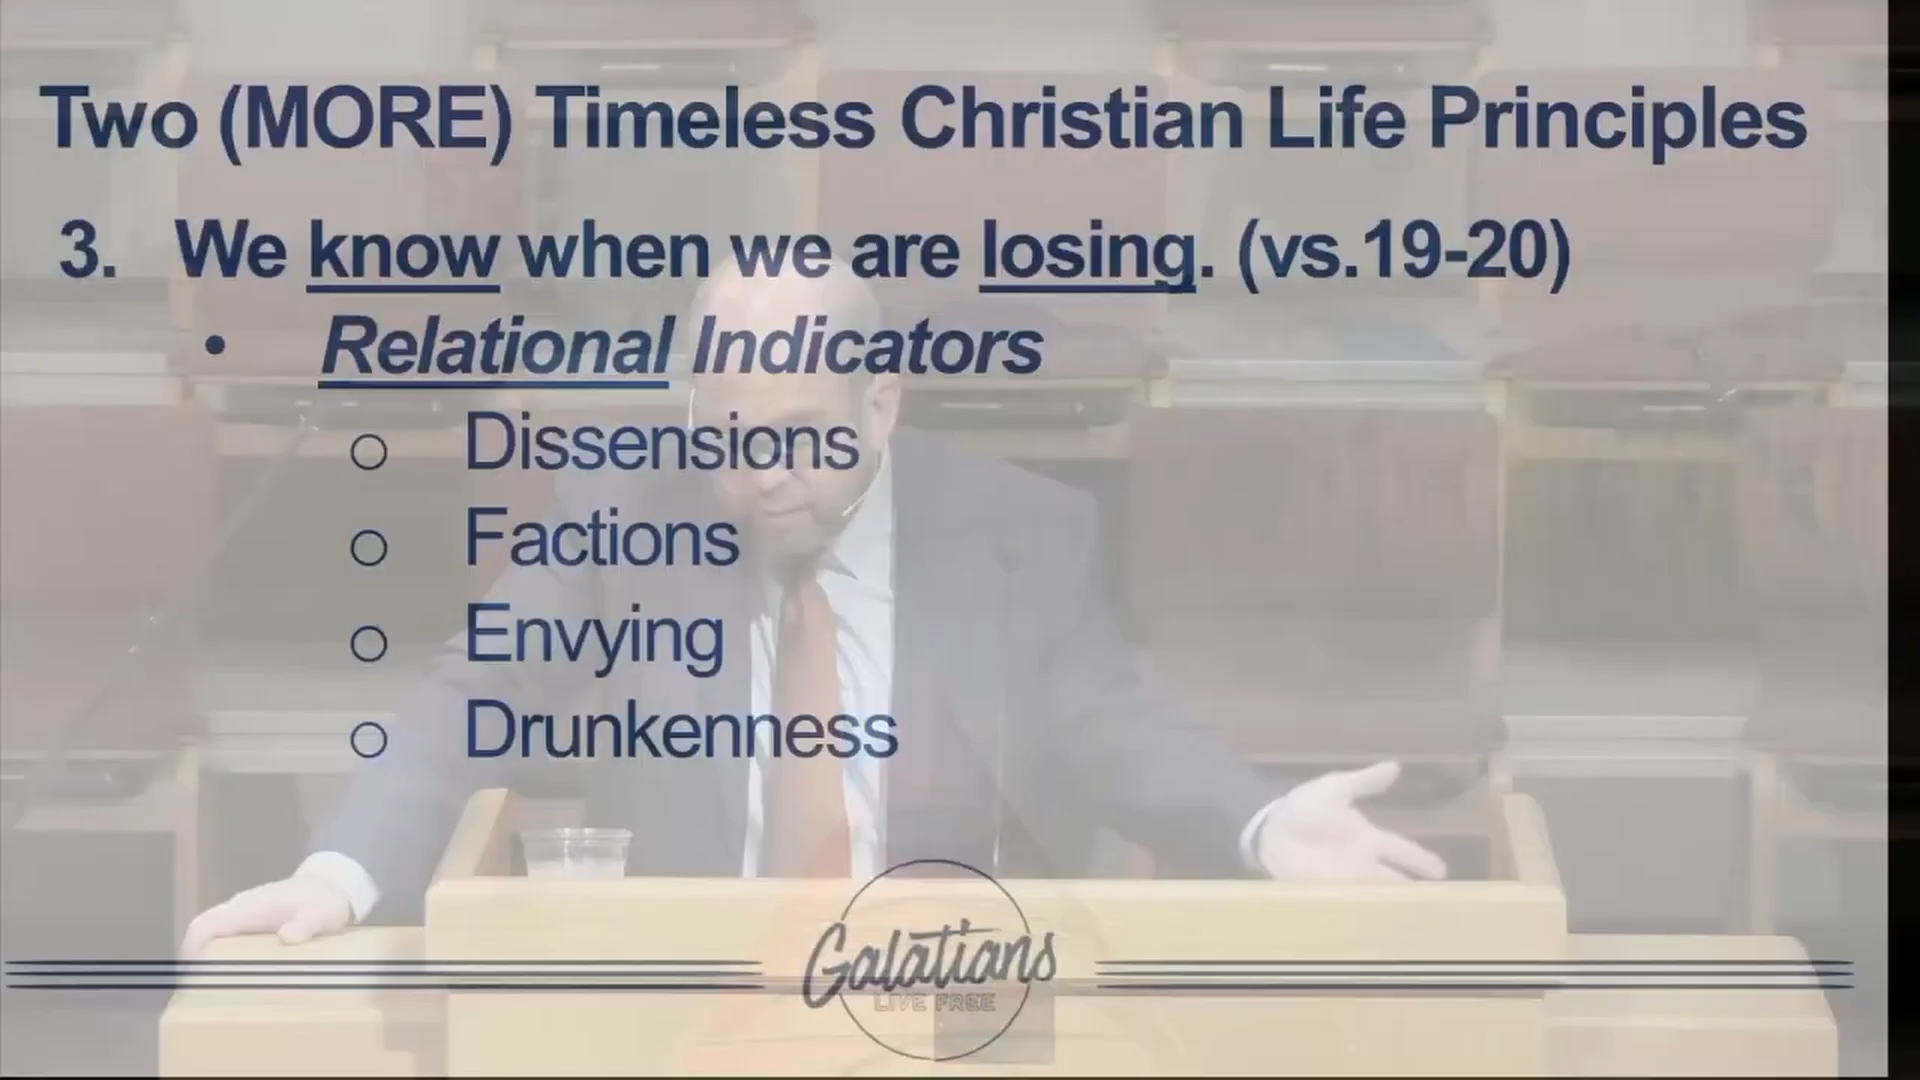 Two (MORE) Timeless Christian Life Principles
3. We know when we are losing. (vs.19-20)
• Relational Indicators
o Dissensions
o Factions
o Envying
o Drunkenness
Galatians
LIVE FREE